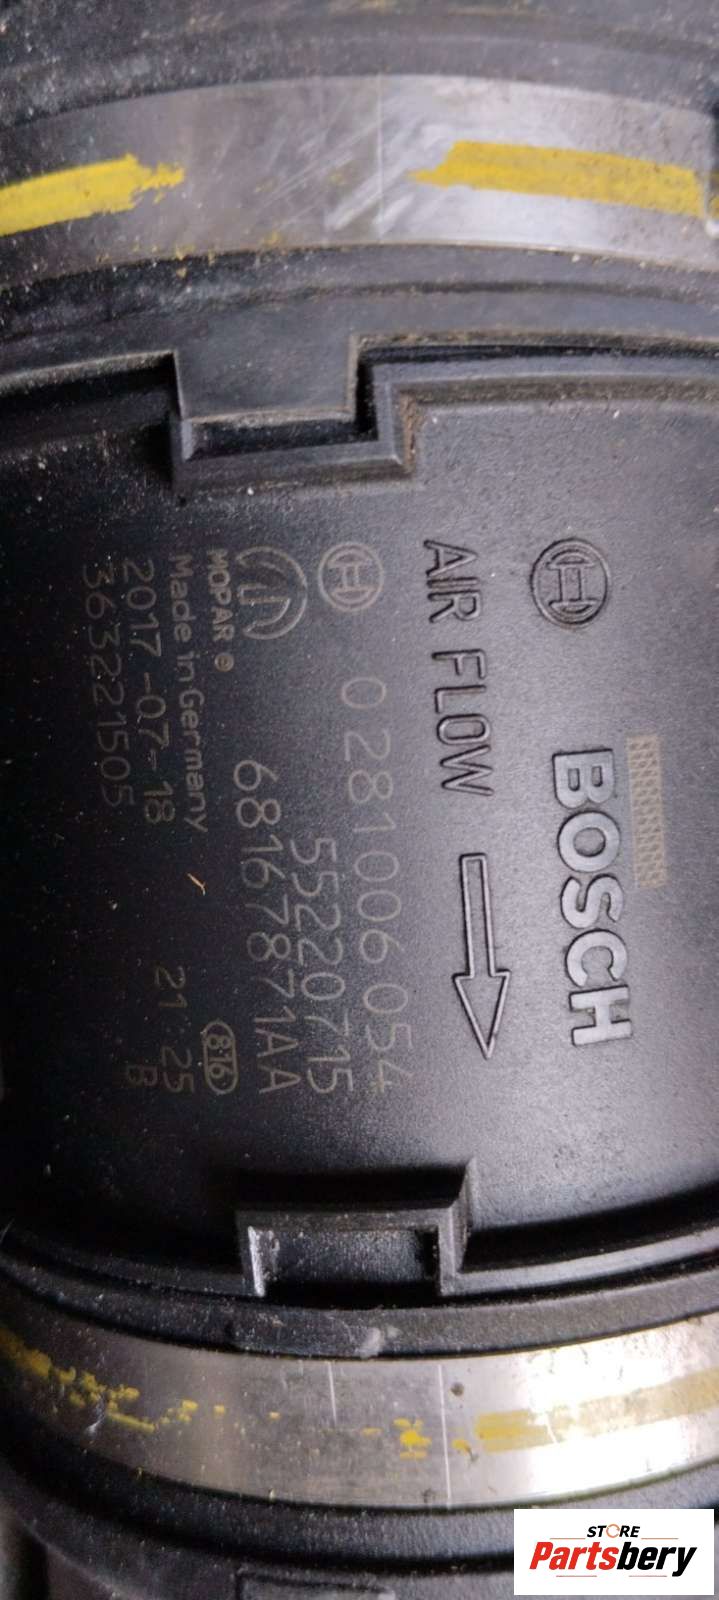 BOSCH
AIR FLOW
0 281 006 054
55220715
68167871AA
MOPAR ®
816
Made in Germany
2017-07-18 21:25
363221505 B
STORE
Partsbery